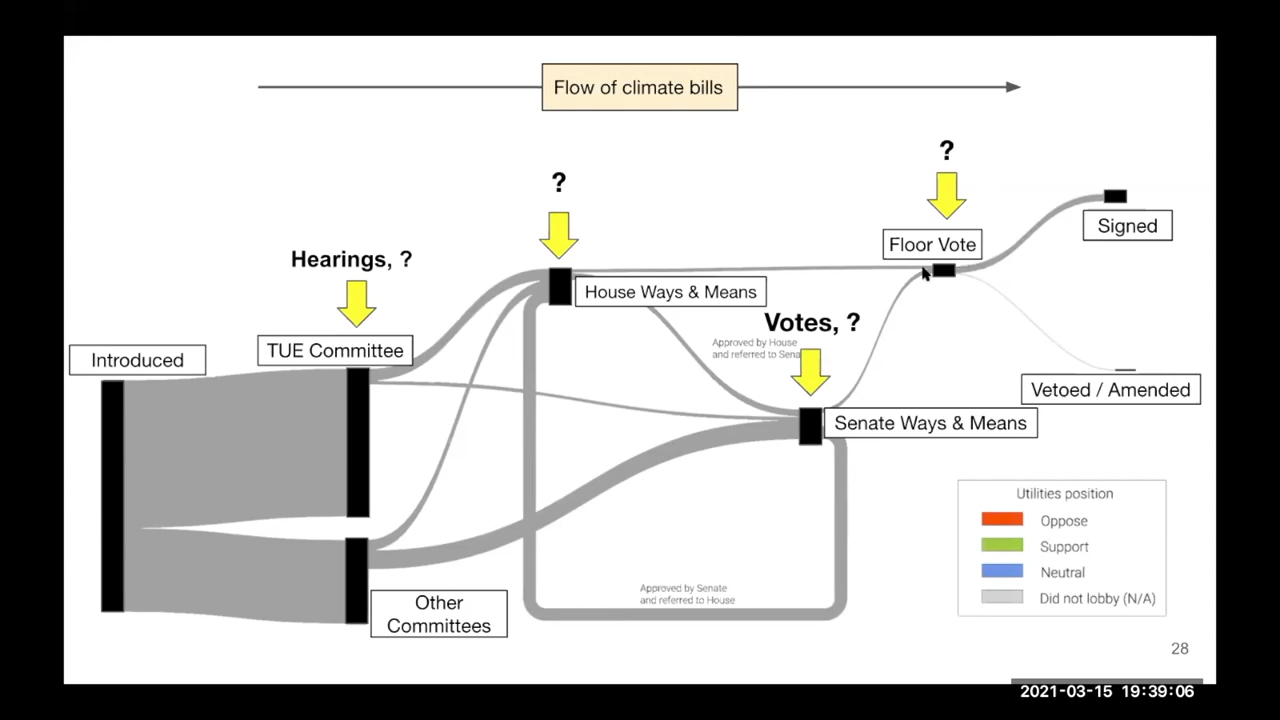 Flow of climate bills
?
?
Signed
Floor Vote
Hearings, ?
House Ways & Means
Votes, ?
Approved by House
and referred to Sena
TUE Committee
Introduced
Vetoed / Amended
Senate Ways & Means
Utilities position
Oppose
Support
Neutral
Did not lobby (N/A)
Approved by Senate
and referred to House
Other
Committees
28
2021-03-15 19:39:06